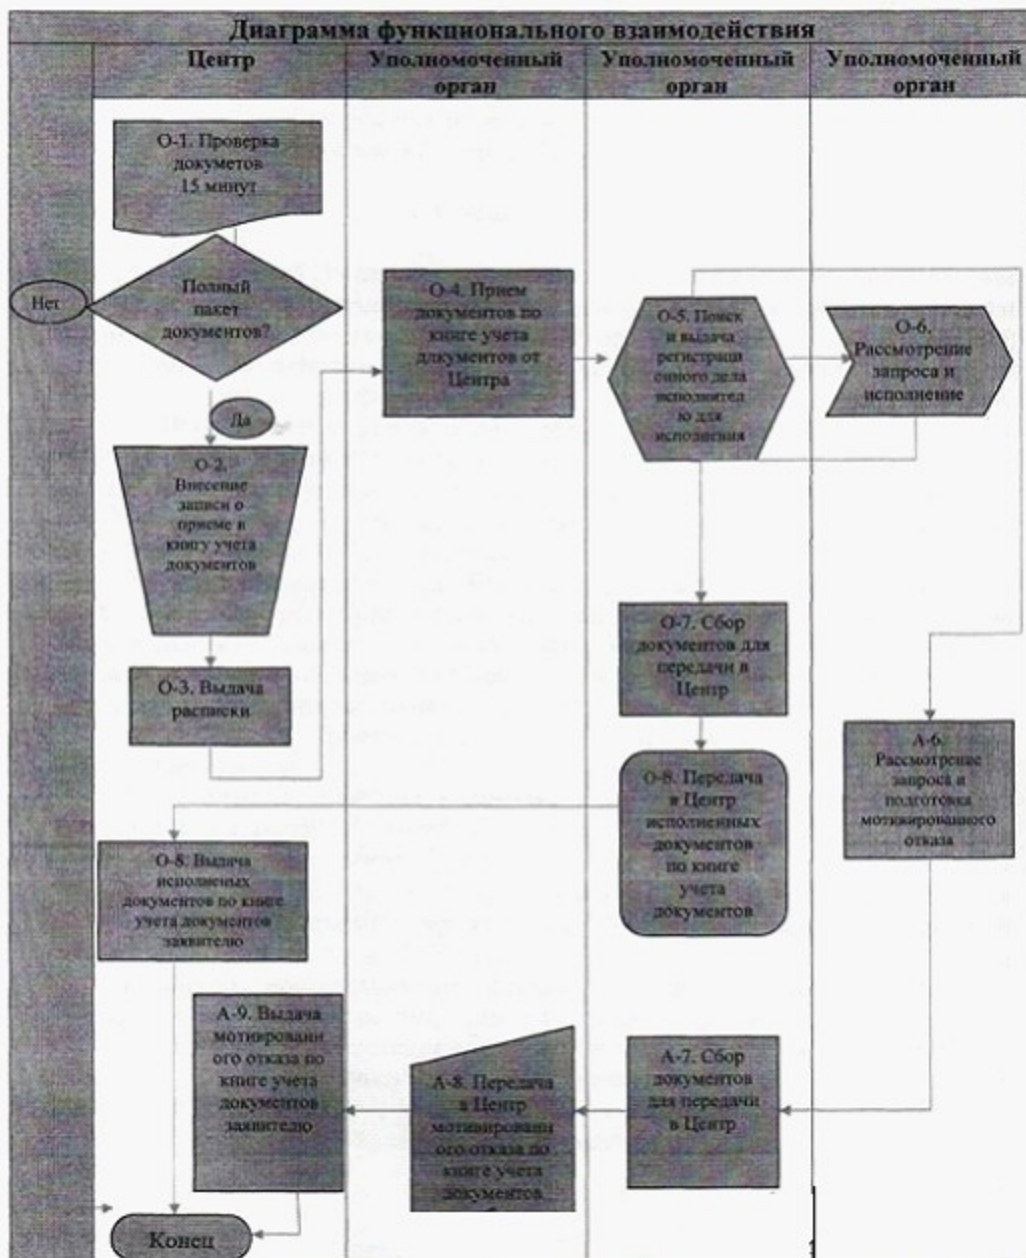 Диаграмма функционального взаимодействия
Центр
Уполномоченный
орган
Уполномоченный
орган
Уполномоченный
орган
О-1. Проверка
докуметов
15 минут
Нет
Полный
пакет
документов?
О-4. Прием
документов по
книге учета
длкументов от
Центра
О-5. Поиск
и выдача
регистраци
онного дела
исполнител
ю для
исполнения
О-6.
Рассмотрение
запроса и
исполнение
Да
О-2.
Внесение
записи о
приеме в
книгу учета
документов
О-3. Выдача
расписки
О-7. Сбор
документов для
передачи в
Центр
А-6.
Рассмотрение
запроса и
подготовка
мотивированного
отказа
О-8. Передача
в Центр
исполненных
документов
по книге
учета
документов
О-8. Выдача
исполненых
документов по книге
учета документов
заявителю
А-9. Выдача
мотивированн
ого отказа по
книге учета
документов
заявителю
А-8. Передача
в Центр
мотивированн
ого отказа по
книге учета
документов
А-7. Сбор
документов
для передачи
в Центр
Конец